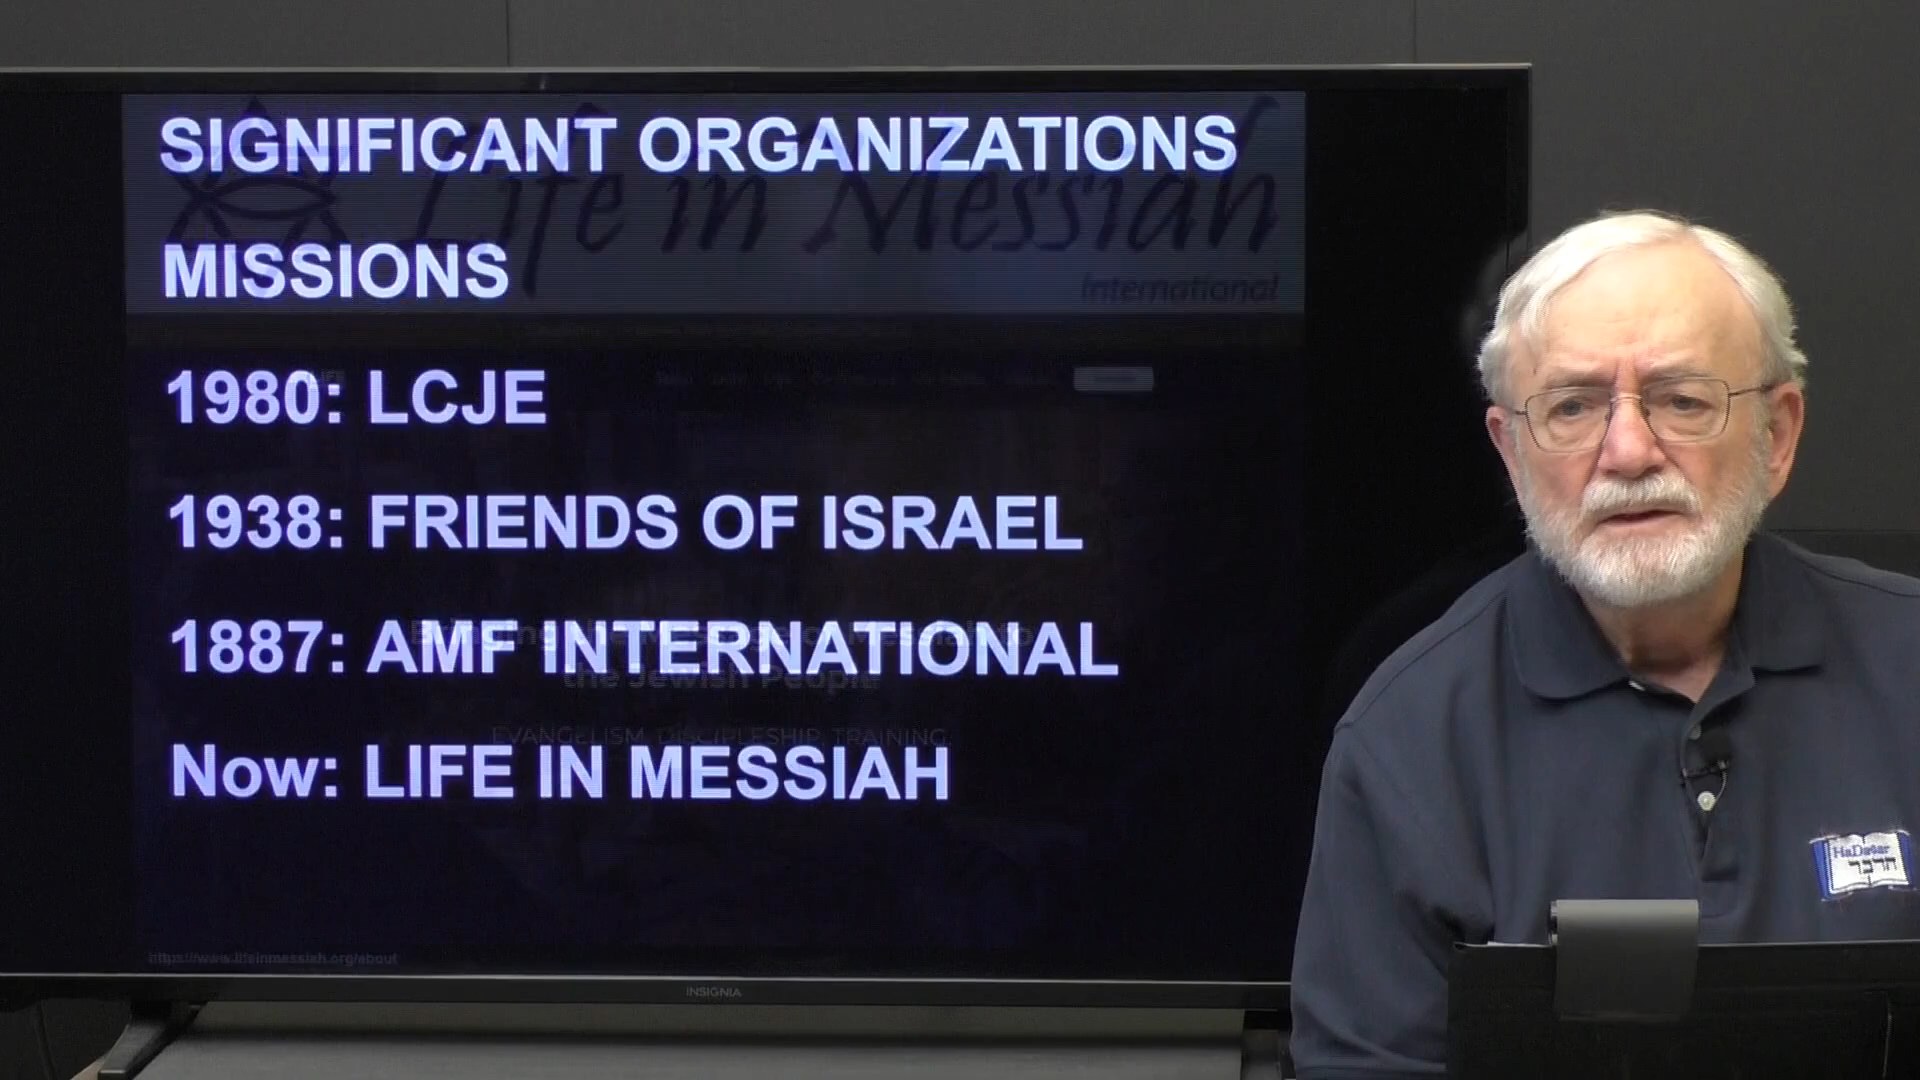 SIGNIFICANT ORGANIZATIONS
Life in Messiah
MISSIONS
international
1980: LCJE
1938: FRIENDS OF ISRAEL
1887: AMF INTERNATIONAL
the Jewish People
EVANGELISM, DISCIPLESHIP, TRAINING
Now: LIFE IN MESSIAH
https://www.lifeinmessiah.org/about
INSIGNIA
HaDavar
הדבר